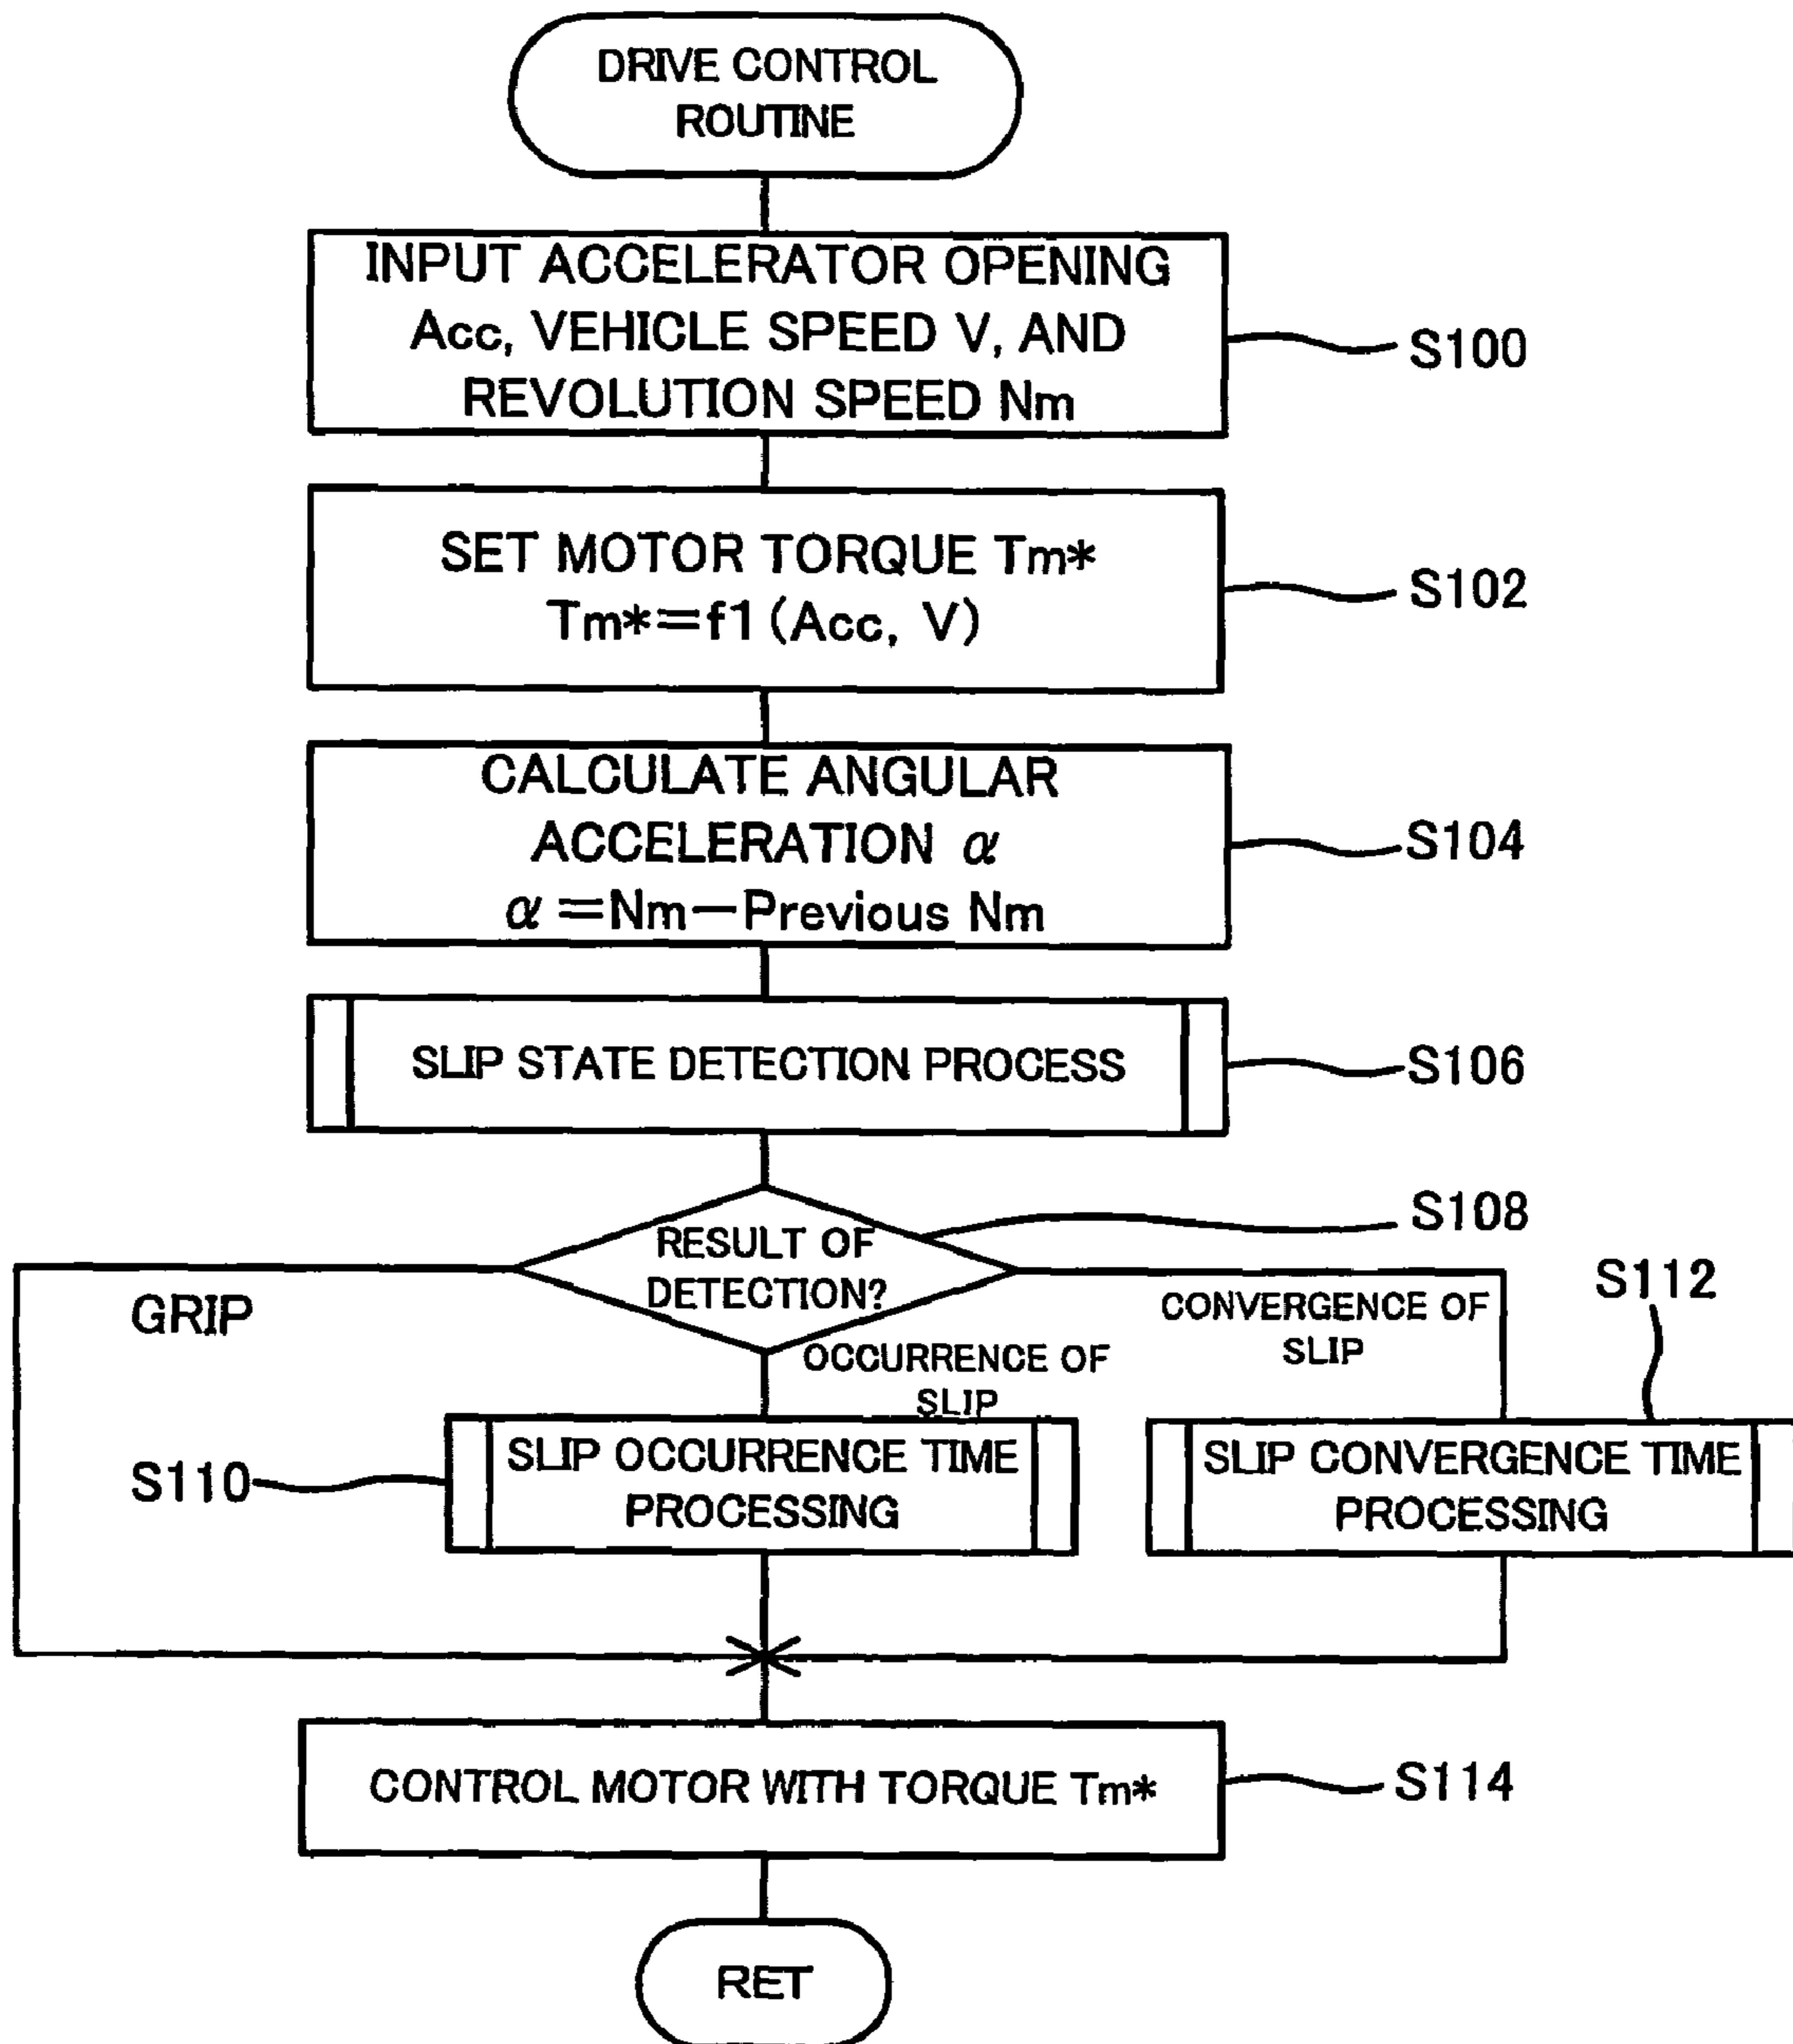 DRIVE CONTROL
ROUTINE
INPUT ACCELERATOR OPENING
Acc, VEHICLE SPEED V, AND
REVOLUTION SPEED Nm
S100
SET MOTOR TORQUE Tm*
Tm*=f1(Acc, V)
S102
CALCULATE ANGULAR
ACCELERATION α
α=Nm—Previous Nm
S104
SLIP STATE DETECTION PROCESS
S106
RESULT OF
DETECTION?
S108
GRIP
OCCURRENCE OF
SLIP
CONVERGENCE OF
SLIP
S112
S110
SLIP OCCURRENCE TIME
PROCESSING
SLIP CONVERGENCE TIME
PROCESSING
CONTROL MOTOR WITH TORQUE Tm*
S114
RET